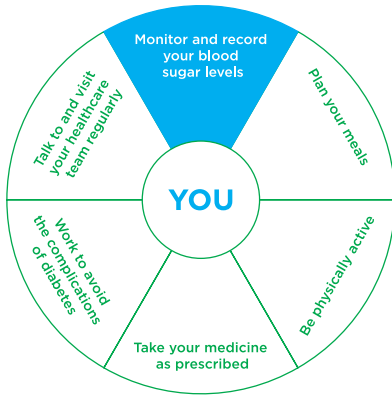 Monitor and record
your blood
sugar levels
Plan your meals
Be physically active
Take your medicine
as prescribed
Work to avoid
the complications
of diabetes
Talk to and visit
your healthcare
team regularly
YOU